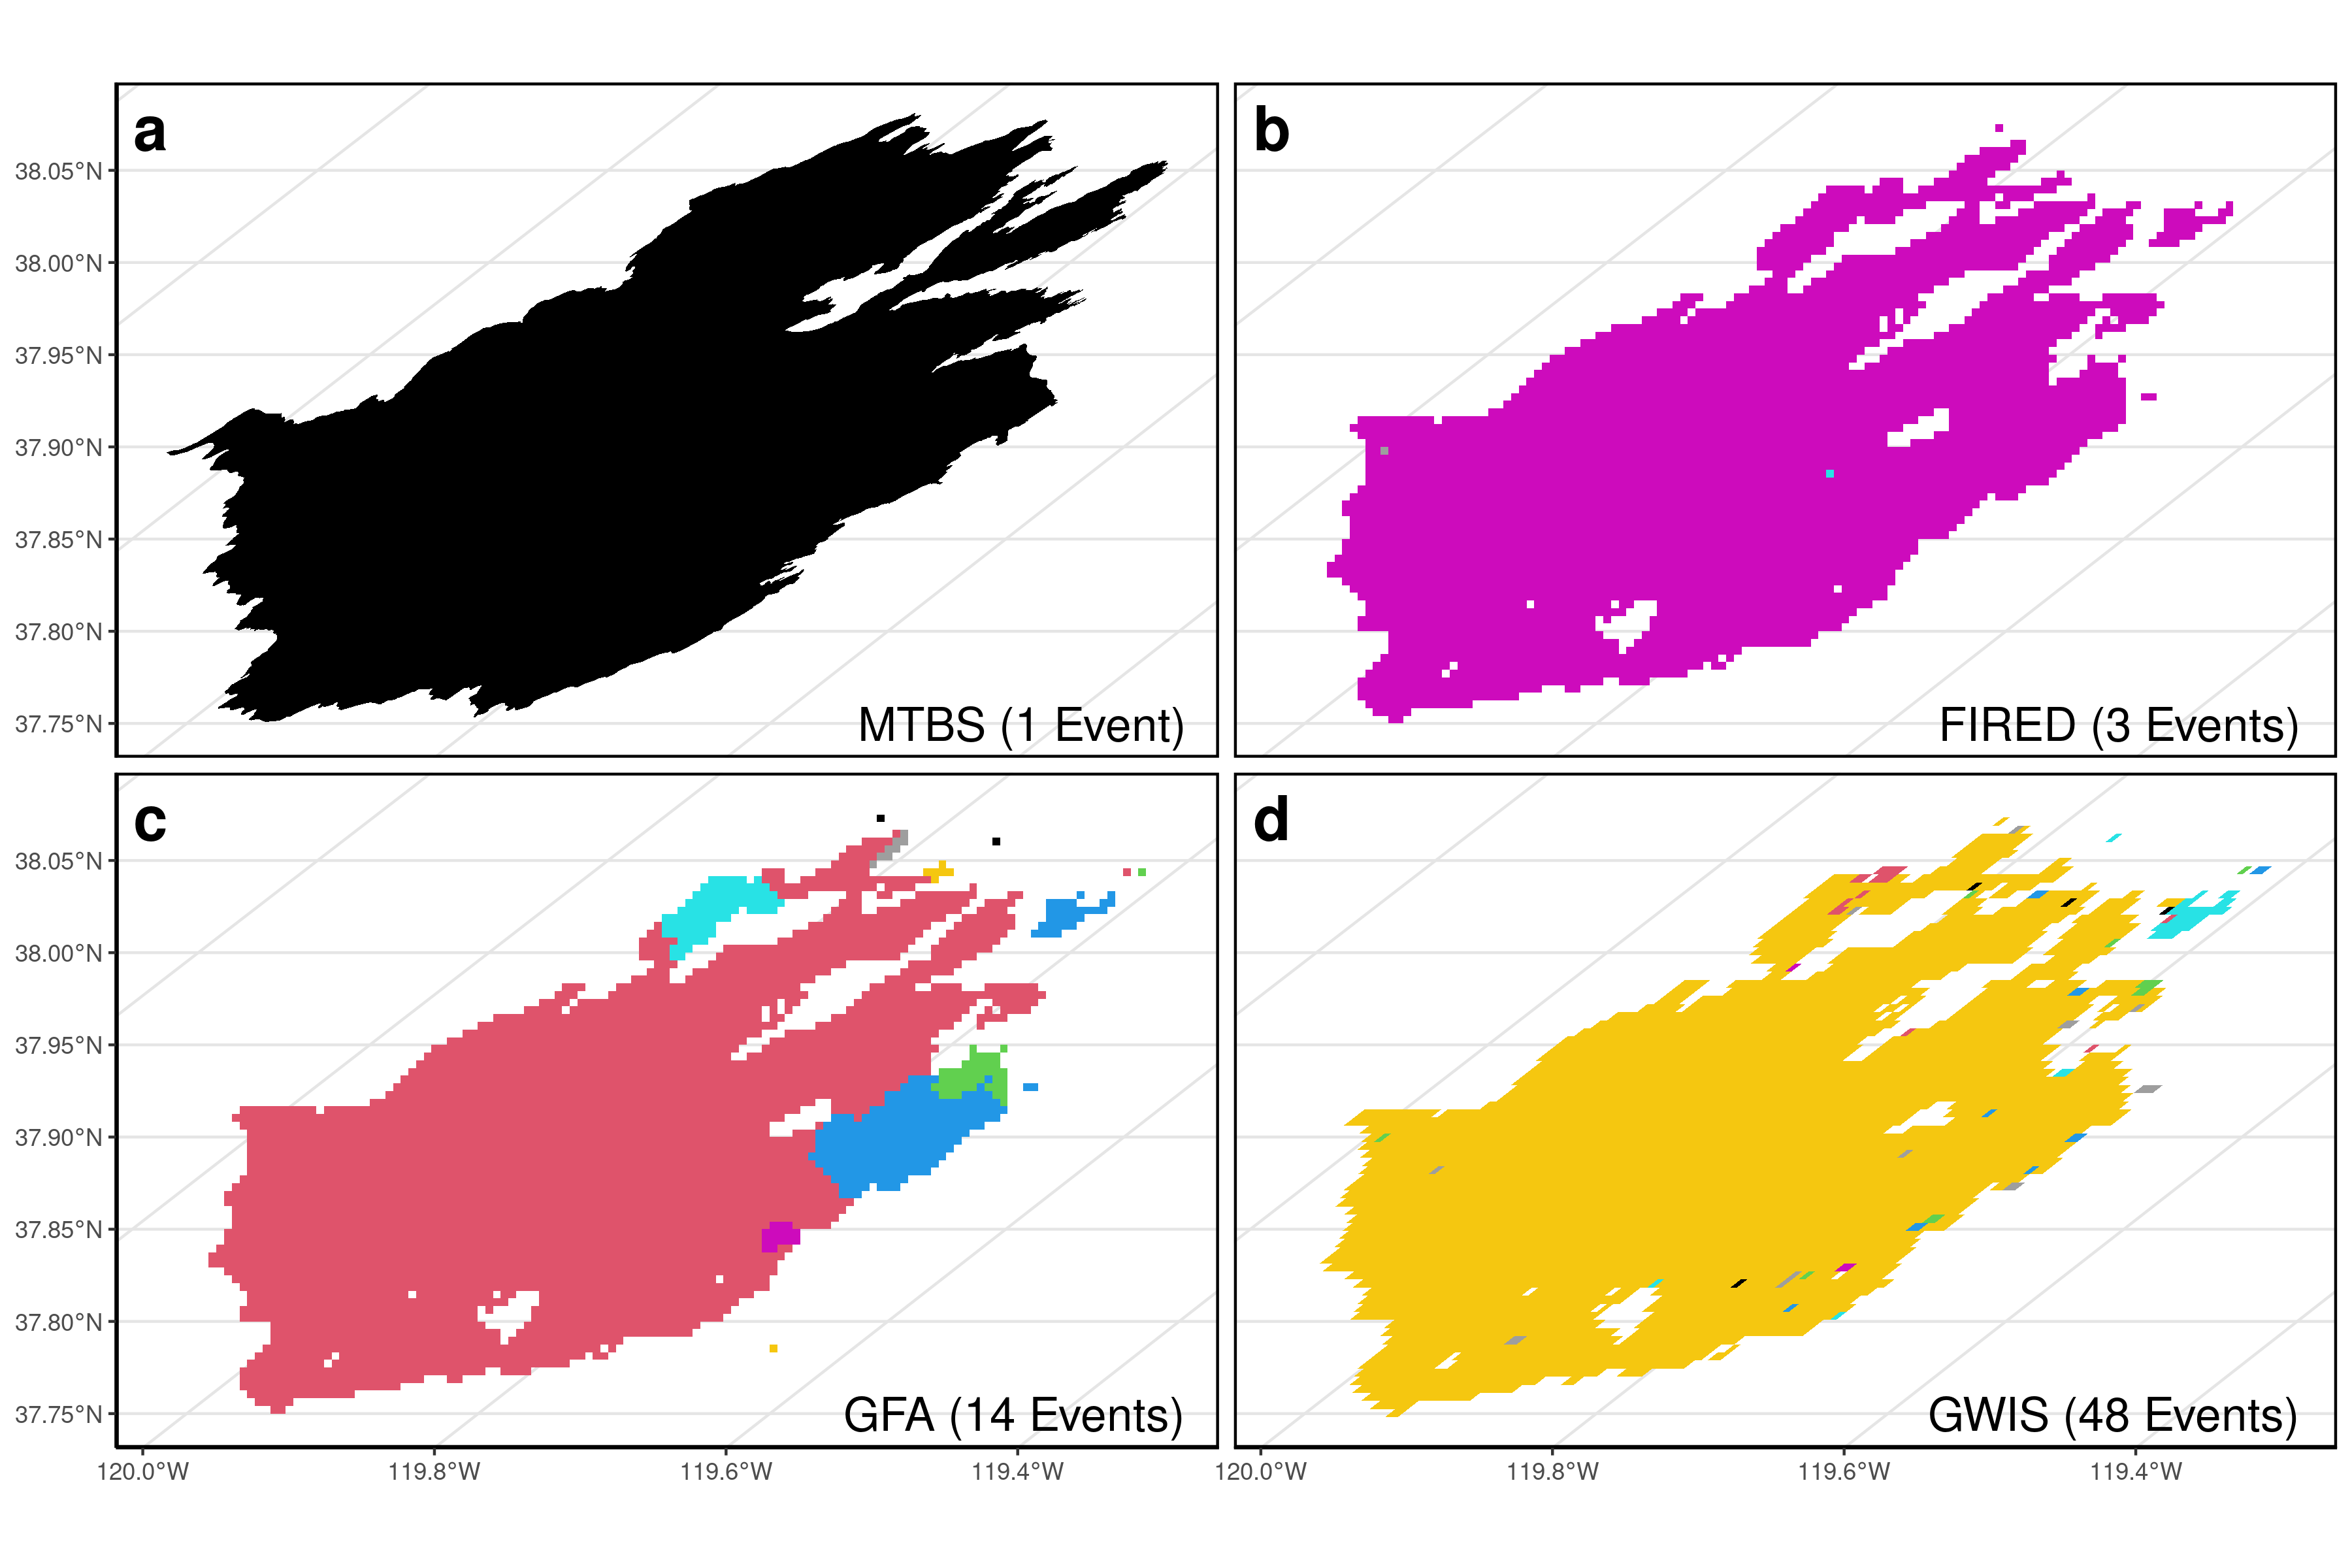 a
b
38.05°N
38.00°N
37.95°N
37.90°N
37.85°N
37.80°N
37.75°N
MTBS (1 Event)
FIRED (3 Events)
c
d
38.05°N
38.00°N
37.95°N
37.90°N
37.85°N
37.80°N
37.75°N
GFA (14 Events)
GWIS (48 Events)
120.0°W 119.8°W 119.6°W 119.4°W 120.0°W 119.8°W 119.6°W 119.4°W